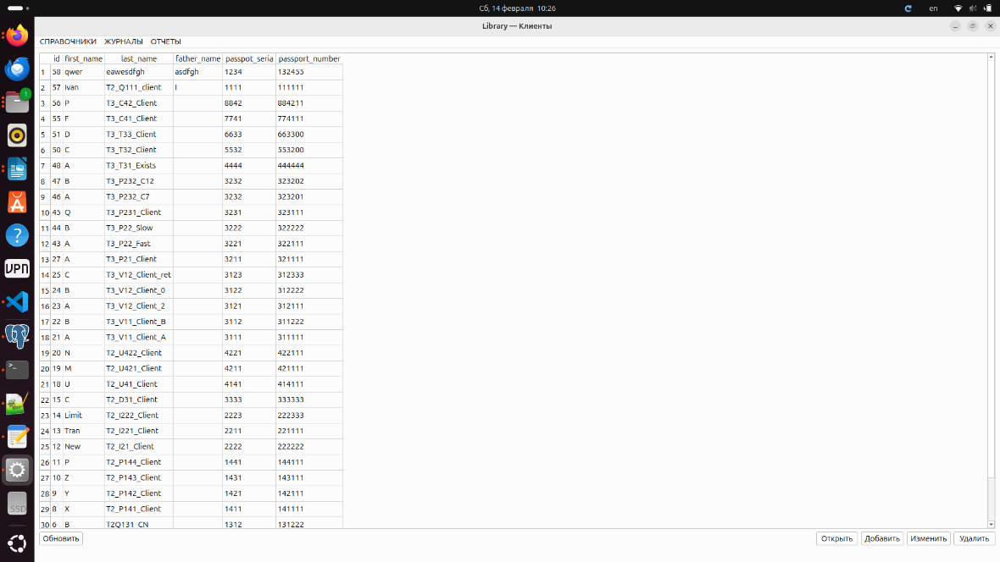 Сб, 14 февраля 10:26
en
Library — Клиенты
СПРАВОЧНИКИ ЖУРНАЛЫ ОТЧЕТЫ
id first_name last_name father_name passpot_seria passport_number
1 58 qwer eawesdfgh asdfgh 1234 132455
2 57 Ivan T2_Q111_client I 1111 111111
3 56 P T3_C42_Client 8842 884211
4 55 F T3_C41_Client 7741 774111
5 51 D T3_T33_Client 6633 663300
6 50 C T3_T32_Client 5532 553200
7 48 A T3_T31_Exists 4444 444444
8 47 B T3_P232_C12 3232 323202
9 46 A T3_P232_C7 3232 323201
10 45 Q T3_P231_Client 3231 323111
11 44 B T3_P22_Slow 3222 322222
12 43 A T3_P22_Fast 3221 322111
13 27 A T3_P21_Client 3211 321111
14 25 C T3_V12_Client_ret 3123 312333
15 24 B T3_V12_Client_0 3122 312222
16 23 A T3_V12_Client_2 3121 312111
17 22 B T3_V11_Client_B 3112 311222
18 21 A T3_V11_Client_A 3111 311111
19 20 N T2_U422_Client 4221 422111
20 19 M T2_U421_Client 4211 421111
21 18 U T2_U41_Client 4141 414111
22 15 C T2_D31_Client 3333 333333
23 14 Limit T2_I222_Client 2223 222333
24 13 Tran T2_I221_Client 2211 221111
25 12 New T2_I21_Client 2222 222222
26 11 P T2_P144_Client 1441 144111
27 10 Z T2_P143_Client 1431 143111
28 9 Y T2_P142_Client 1421 142111
29 8 X T2_P141_Client 1411 141111
30 6 B T2Q131_CN 1312 131222
Обновить Открыть Добавить Изменить Удалить
1
VPN
SSD